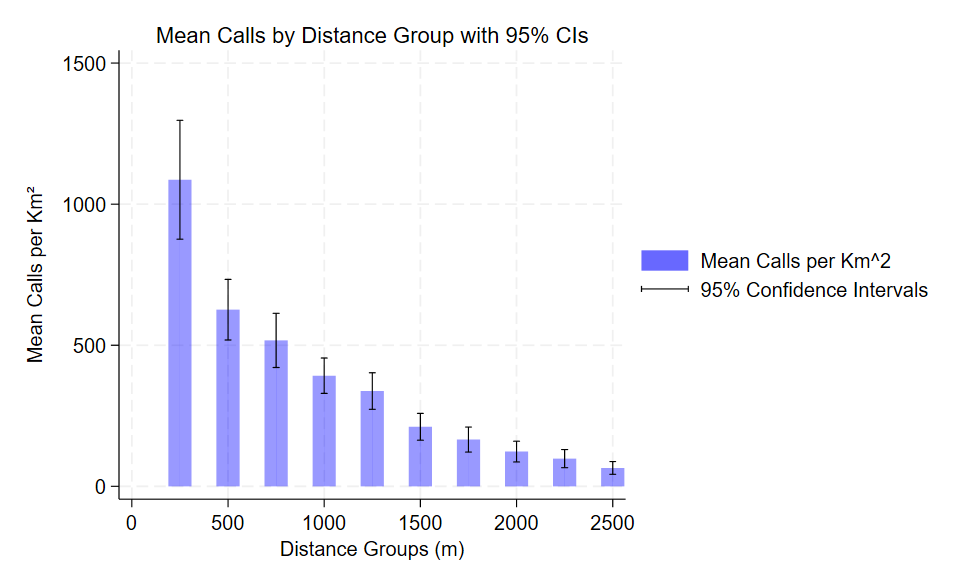 Mean Calls by Distance Group with 95% CIs
Mean Calls per Km²
1500
1000
500
0
0 500 1000 1500 2000 2500
Distance Groups (m)
Mean Calls per Km^2
95% Confidence Intervals